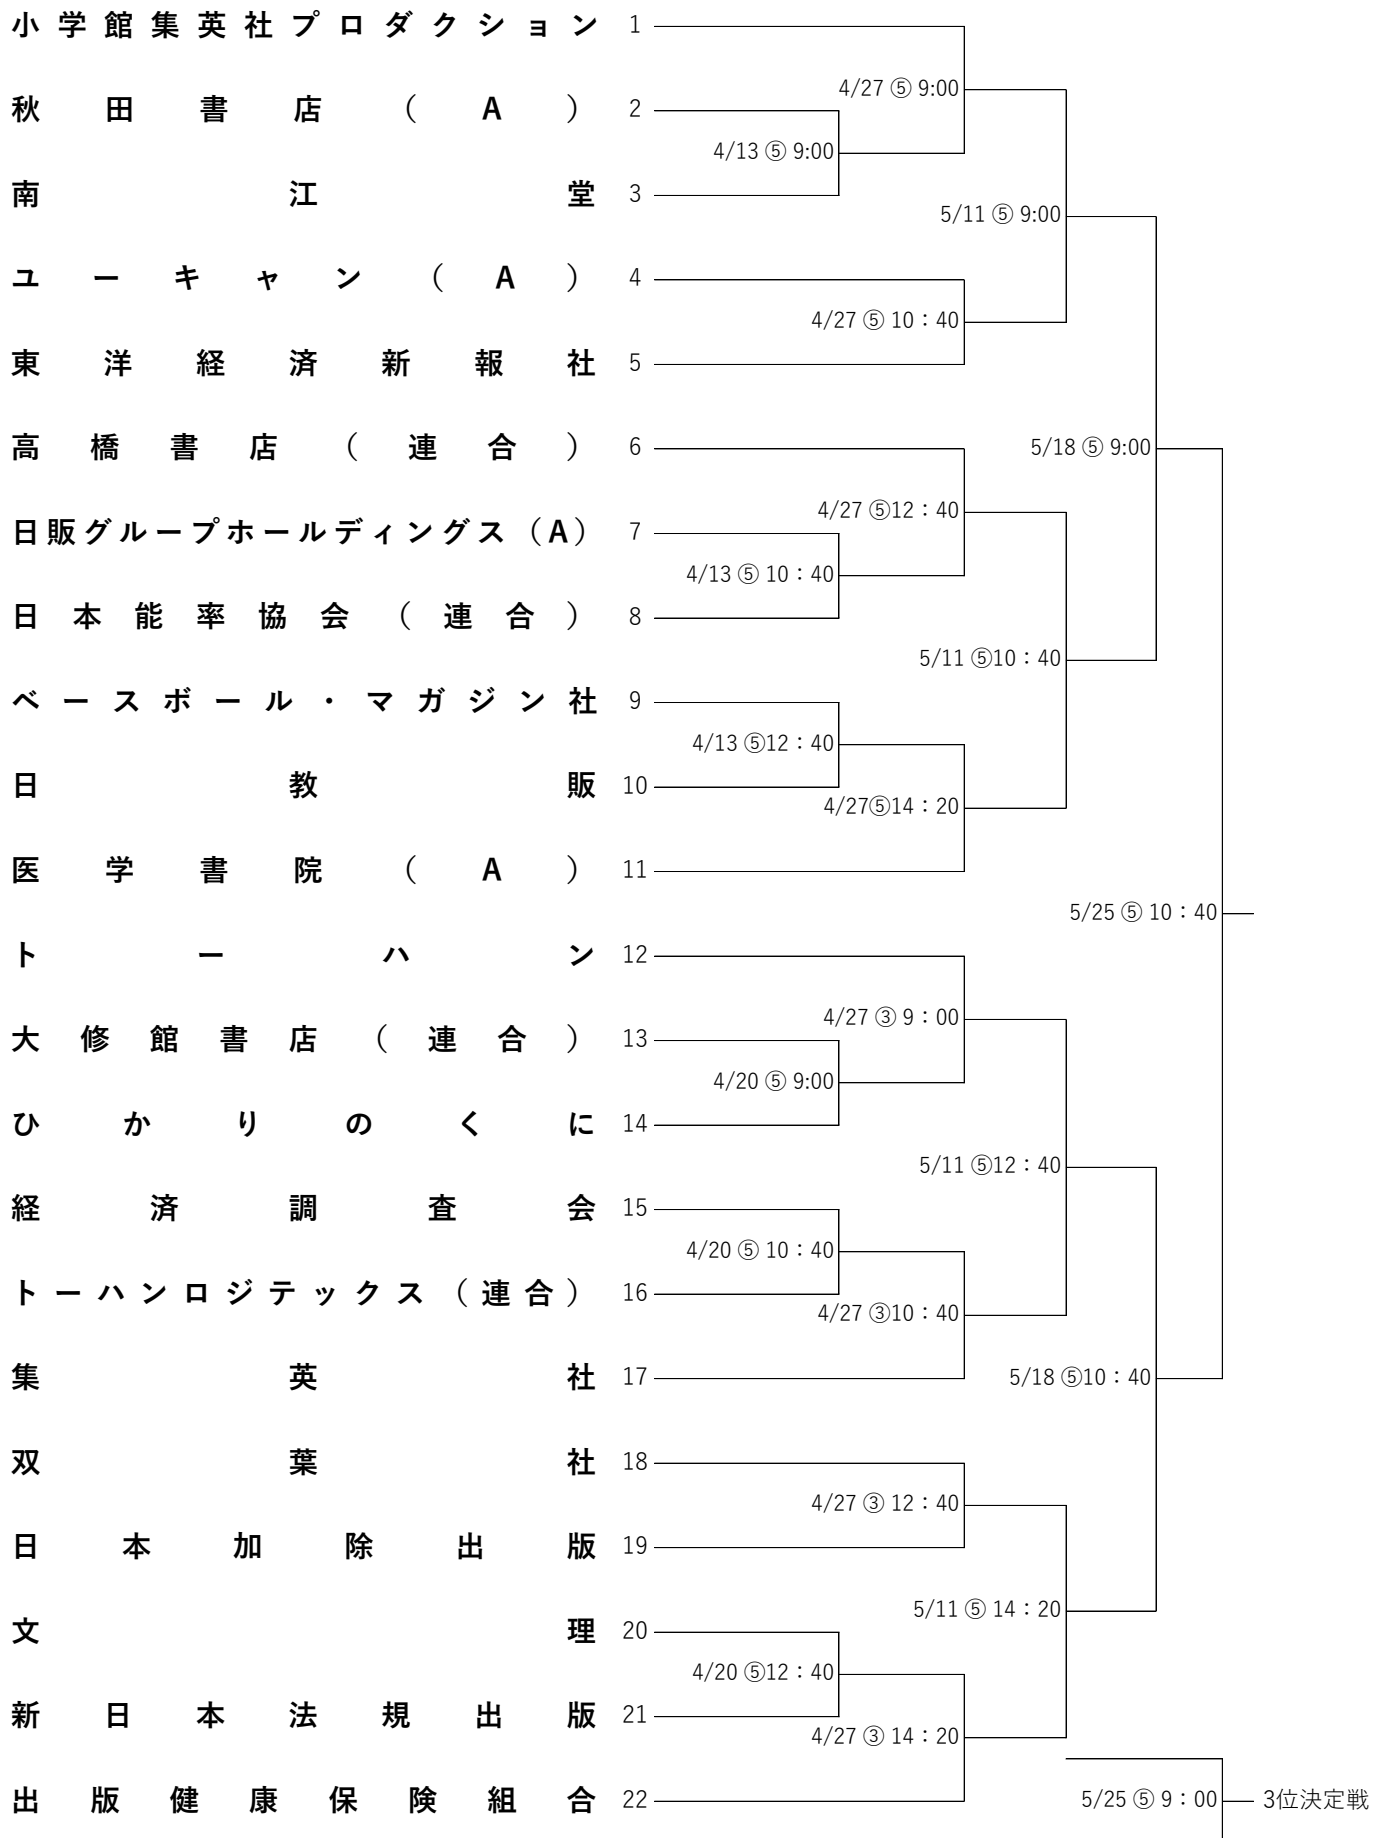 小学館集英社プロダクション 1
4/27 ⑤ 9:00
秋田書店(A) 2
4/13 ⑤ 9:00
南江堂 3
5/11 ⑤ 9:00
ユーキャン(A) 4
4/27 ⑤ 10：40
東洋経済新報社 5
高橋書店(連合) 6
5/18 ⑤ 9:00
4/27 ⑤12：40
日販グループホールディングス(A) 7
4/13 ⑤ 10：40
日本能率協会(連合) 8
5/11 ⑤10：40
ベースボール・マガジン社 9
4/13 ⑤12：40
日教販 10
4/27⑤14：20
医学書院(A) 11
5/25 ⑤ 10：40
トーハン 12
4/27 ③ 9：00
大修館書店(連合) 13
4/20 ⑤ 9:00
ひかりのくに 14
5/11 ⑤12：40
経済調査会 15
4/20 ⑤ 10：40
トーハンロジテックス(連合) 16
4/27 ③10：40
集英社 17
5/18 ⑤10：40
双葉社 18
4/27 ③ 12：40
日本加除出版 19
5/11 ⑤ 14：20
文理 20
4/20 ⑤12：40
新日本法規出版 21
4/27 ③ 14：20
出版健康保険組合 22
5/25 ⑤ 9：00 3位決定戦